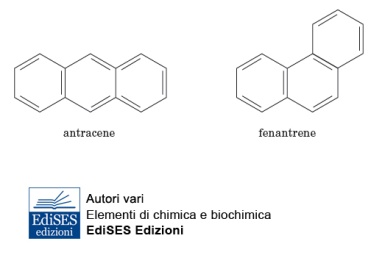 antracene
fenantrene
EdiSES
edizioni
Autori vari
Elementi di chimica e biochimica
EdiSES Edizioni